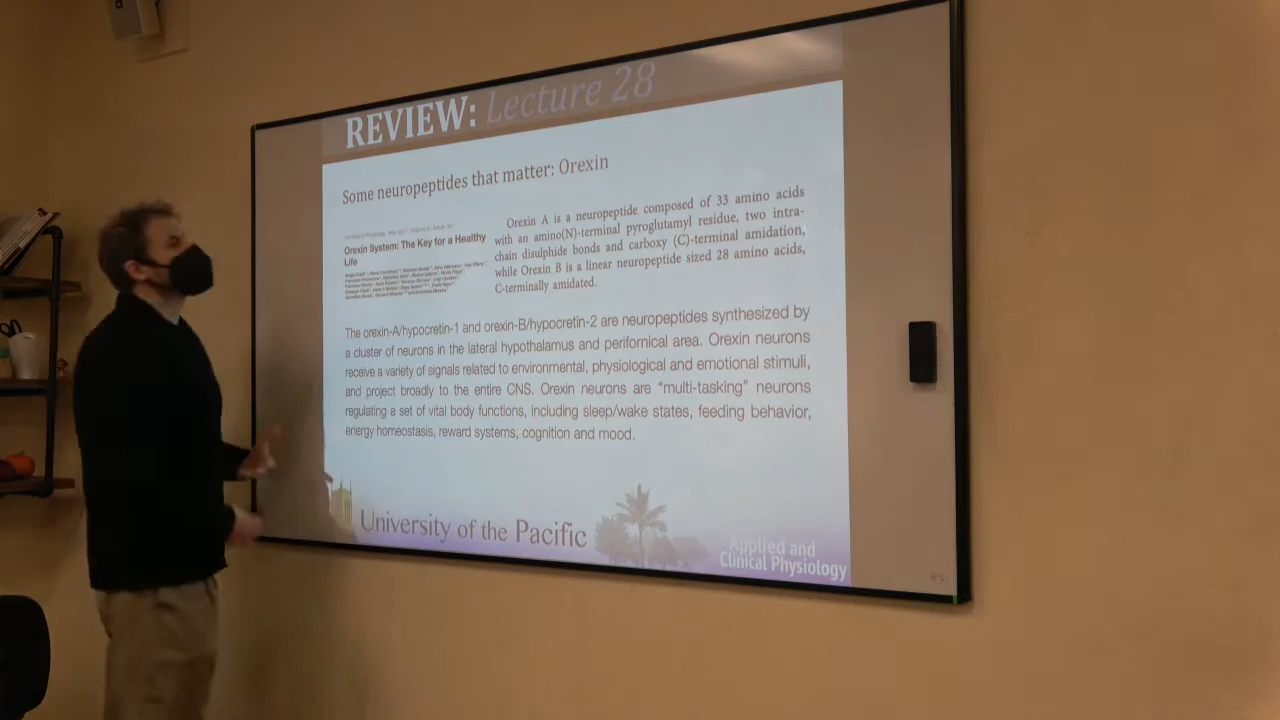 REVIEW: Lecture 28
Some neuropeptides that matter: Orexin
Orexin System: The Key for a Healthy
Life
Orexin A is a neuropeptide composed of 33 amino acids
with an amino(N)-terminal pyroglutamyl residue, two intra-
chain disulphide bonds and carboxy (C)-terminal amidation,
while Orexin B is a linear neuropeptide sized 28 amino acids,
C-terminally amidated.
The orexin-A/hypocretin-1 and orexin-B/hypocretin-2 are neuropeptides synthesized by
a cluster of neurons in the lateral hypothalamus and perifornical area. Orexin neurons
receive a variety of signals related to environmental, physiological and emotional stimuli,
and project broadly to the entire CNS. Orexin neurons are "multi-tasking" neurons
regulating a set of vital body functions, including sleep/wake states, feeding behavior,
energy homeostasis, reward systems, cognition and mood.
University of the Pacific
Applied and
Clinical Physiology